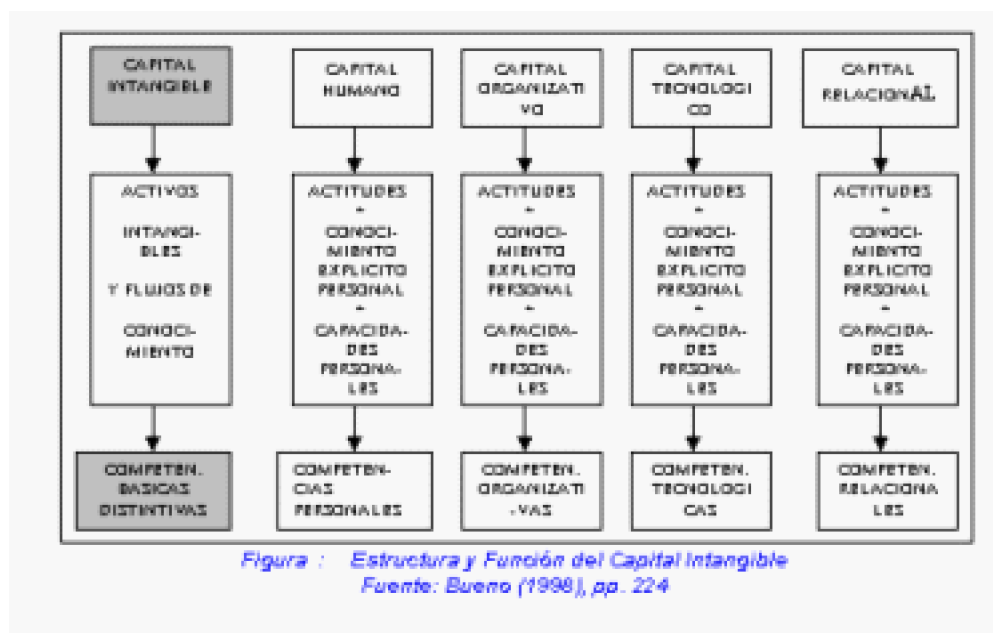 CAPITAL
INTANGIBLE
CAPITAL
HUMANO
CAPITAL
ORGANIZATI
VO
CAPITAL
TECNOLOGI
CO
CAPITAL
RELACIONAL
ACTIVOS
INTANGI-
BLES
Y FLUJOS DE
CONOCI-
MIENTO
ACTITUDES
+
CONOCI-
MIENTO
EXPLICITO
PERSONAL
+
CAPACIDA-
DES
PERSONA-
LES
ACTITUDES
+
CONOCI-
MIENTO
EXPLICITO
PERSONAL
+
CAPACIDA-
DES
PERSONA-
LES
ACTITUDES
+
CONOCI-
MIENTO
EXPLICITO
PERSONAL
+
CAPACIDA-
DES
PERSONA-
LES
ACTITUDES
+
CONOCI-
MIENTO
EXPLICITO
PERSONAL
+
CAPACIDA-
DES
PERSONA-
LES
COMPETEN.
BASICAS
DISTINTIVAS
COMPETEN-
CIAS
PERSONALES
COMPETEN.
ORGANIZATI
-VAS
COMPETEN.
TECNOLOGI
CAS
COMPETEN.
RELACIONA
LES
Figura : Estructura y Función del Capital Intangible
Fuente: Bueno (1998), pp. 224